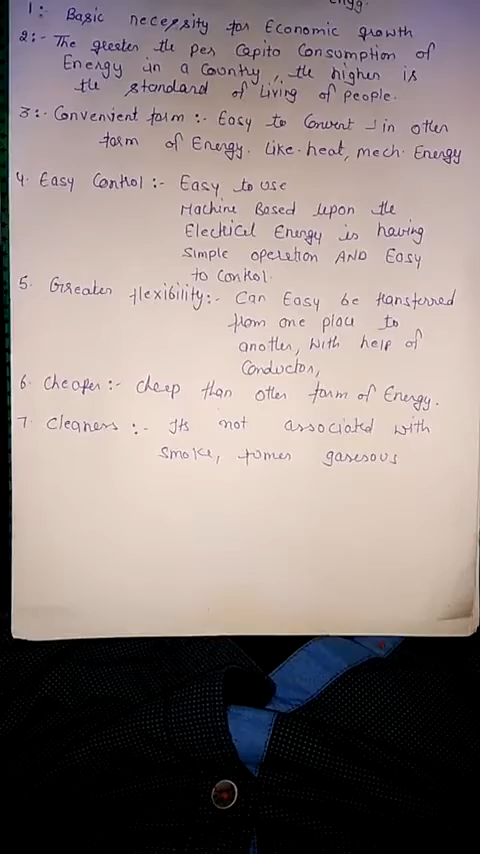 Engg.
1:- Basic necessity for Economic growth
2:- The greater the per Capita Consumption of
Energy in a Country, the higher is
the standard of living of people.
3:- Convenient form :- Easy to Convert in other
form of Energy. Like heat, mech. Energy
4. Easy Control :- Easy to use
Machine Based upon the
Electrical Energy is having
simple operation AND Easy
to Control.
5. Greater flexibility:- Can Easy be transferred
from one place to
another, with help of
Conductor,
6. Cheaper :- Cheep than other form of Energy.
7. Cleaness :- Its not associated with
smoke, fumes gasesous